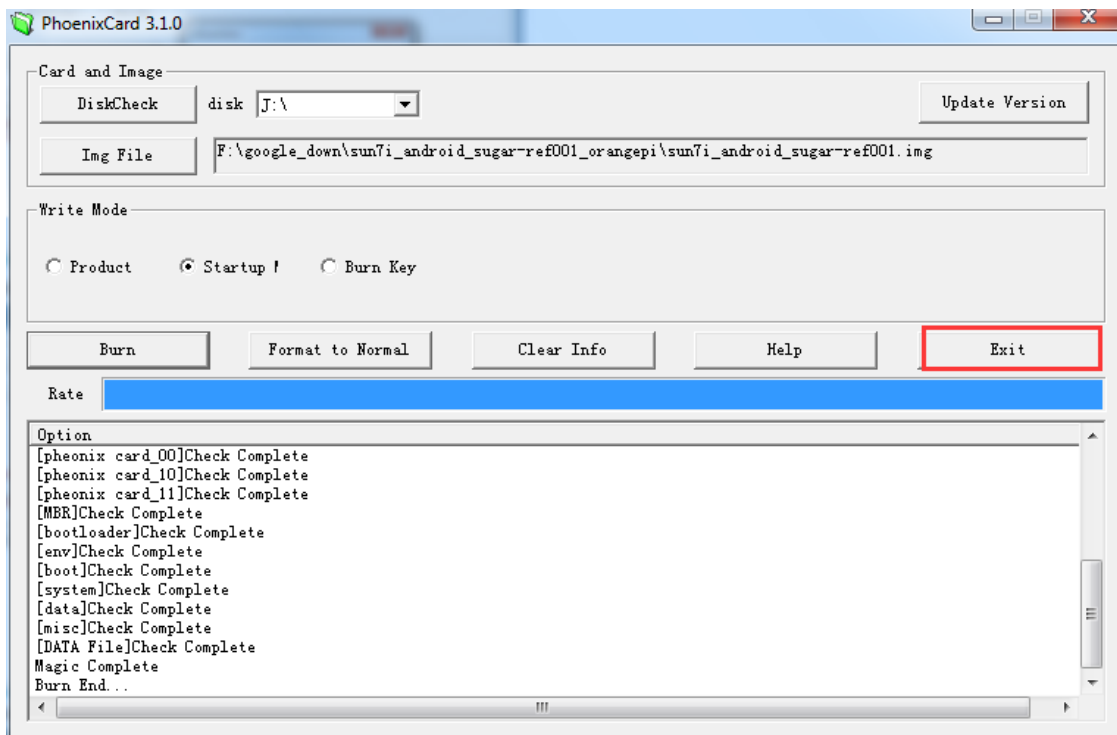 PhoenixCard 3.1.0
Card and Image
DiskCheck disk J:\ Update Version
Img File F:\google_down\sun7i_android_sugar-ref001_orangepi\sun7i_android_sugar-ref001.img
Write Mode
Product Startup Burn Key
Burn Format to Normal Clear Info Help Exit
Rate
Option
[pheonix card_00]Check Complete
[pheonix card_10]Check Complete
[pheonix card_11]Check Complete
[MBR]Check Complete
[bootloader]Check Complete
[env]Check Complete
[boot]Check Complete
[system]Check Complete
[data]Check Complete
[misc]Check Complete
[DATA File]Check Complete
Magic Complete
Burn End...